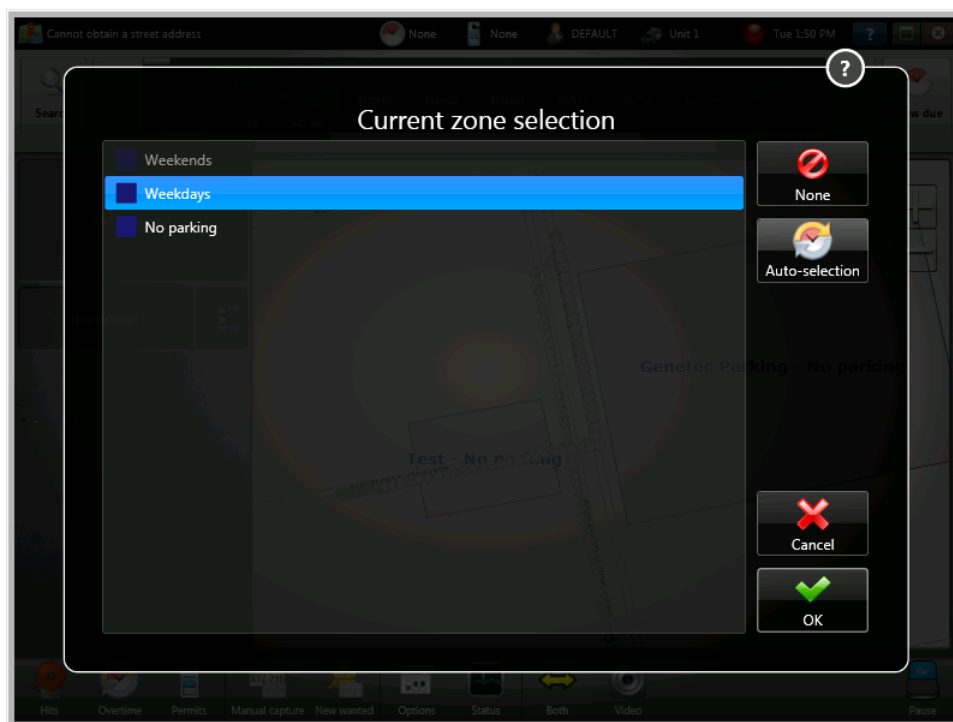 Cannot obtain a street address
None
None
DEFAULT
Unit 1
Tue 1:50 PM
?
?
Current zone selection
Weekends
Weekdays
No parking
None
Auto-selection
Genetec Parking - No parking
Test - No parking
Cancel
OK
Hits
Overtime
Permits
Manual capture
New wanted
Options
Status
Both
Video
Pause